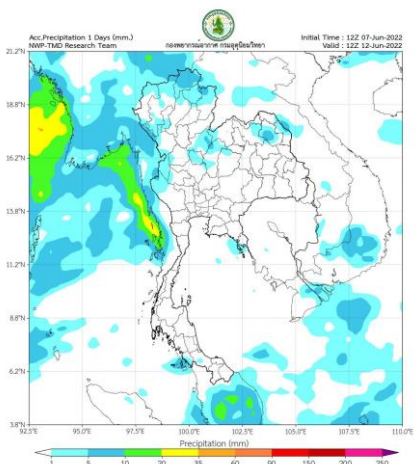 Acc.Precipitation 1 Days (mm.)
NWP-TMD Research Team
กองพยากรณ์อากาศ กรมอุตุนิยมวิทยา
Initial Time : 12Z 07-Jun-2022
Valid : 12Z 12-Jun-2022
21.2°N
18.8°N
16.2°N
13.8°N
11.2°N
8.8°N
6.2°N
3.8°N
92.5°E 95.0°E 97.5°E 100.0°E 102.5°E 105.0°E 107.5°E 110.0°E
Precipitation (mm)
1 5 10 20 35 60 90 150 200 250